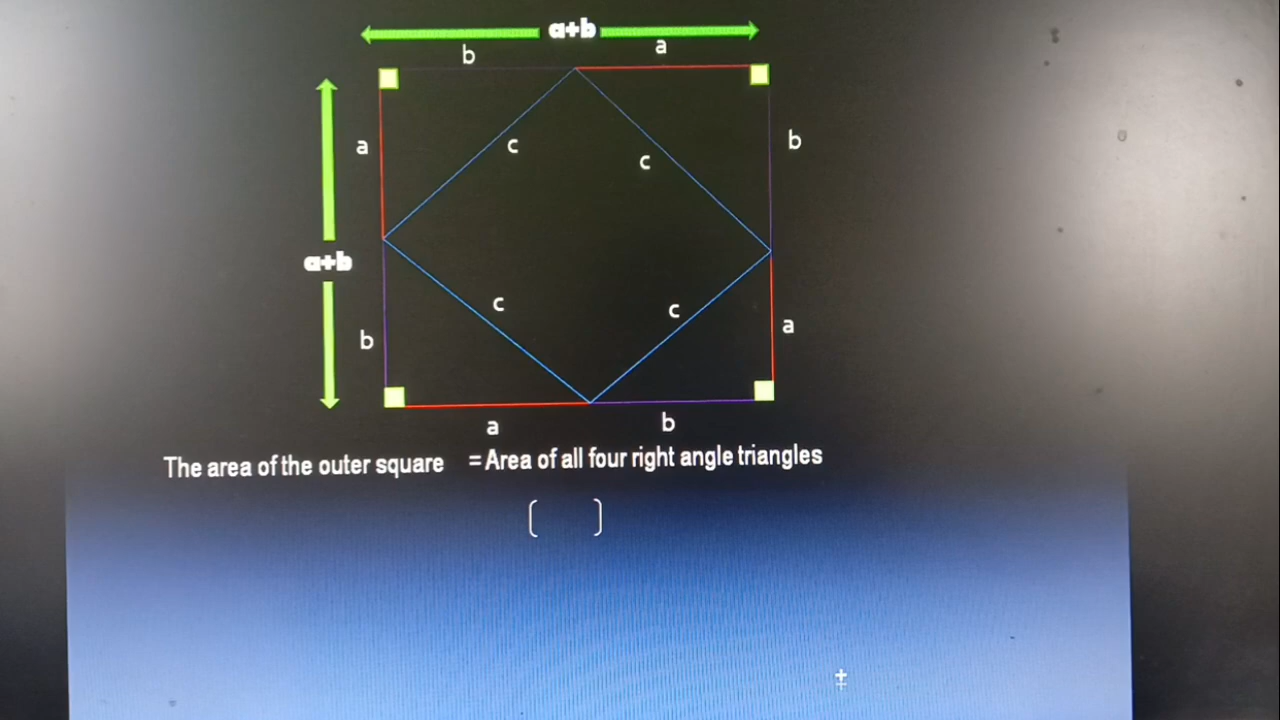 a+b
b a
a c c b
a+b
c c
b a
a b
The area of the outer square = Area of all four right angle triangles
( )
+